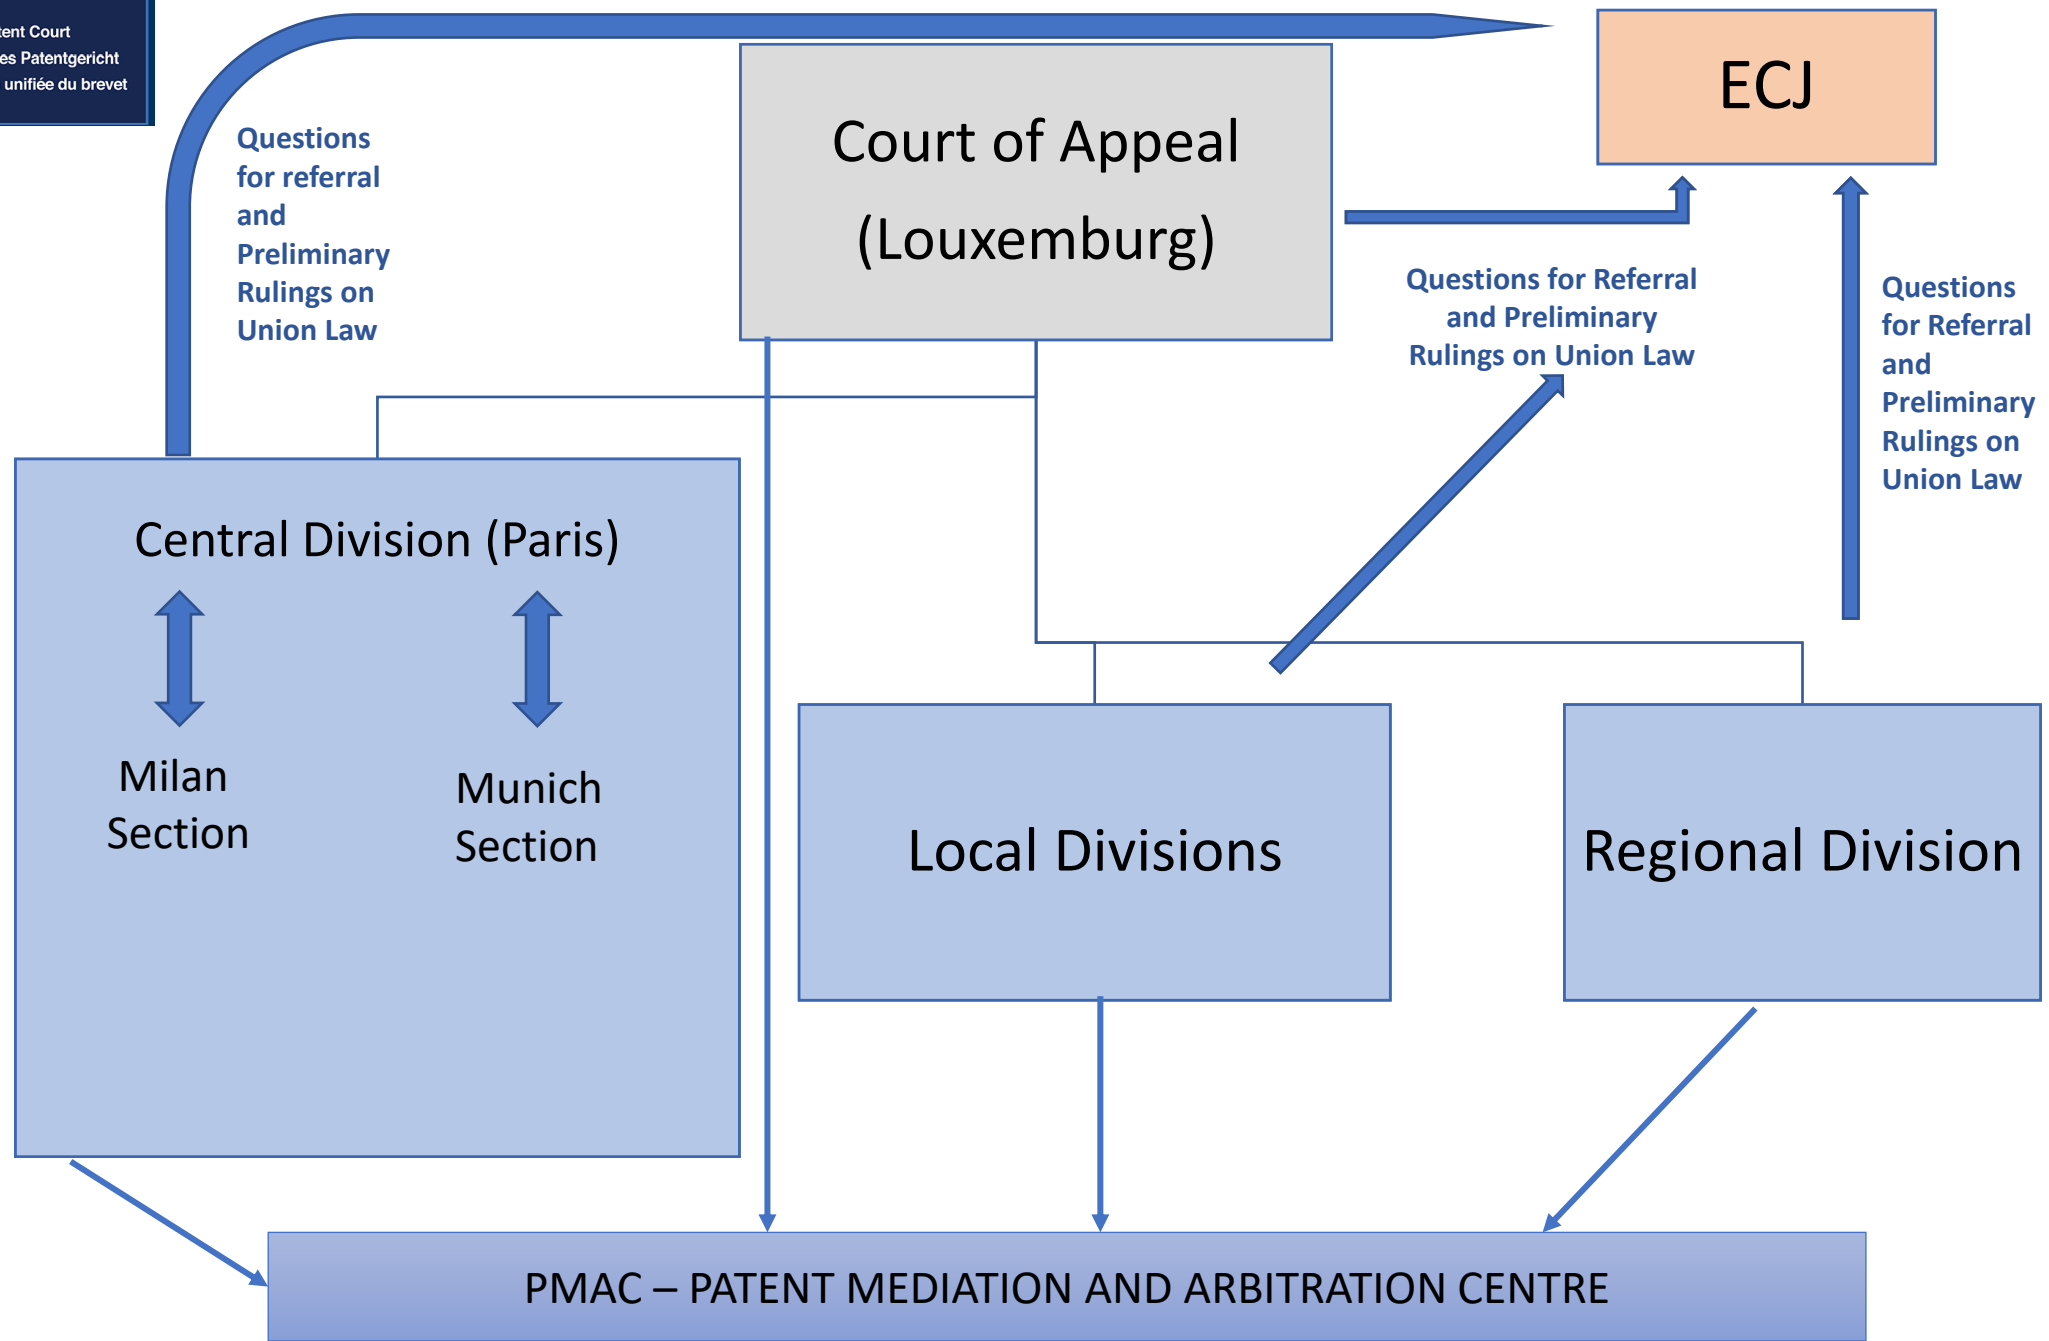 Patent Court
es Patentgericht
unifiée du brevet
Court of Appeal
(Louxemburg)
ECJ
Questions
for referral
and
Preliminary
Rulings on
Union Law
Questions for Referral
and Preliminary
Rulings on Union Law
Questions
for Referral
and
Preliminary
Rulings on
Union Law
Central Division (Paris)
Milan
Section
Munich
Section
Local Divisions
Regional Division
PMAC – PATENT MEDIATION AND ARBITRATION CENTRE